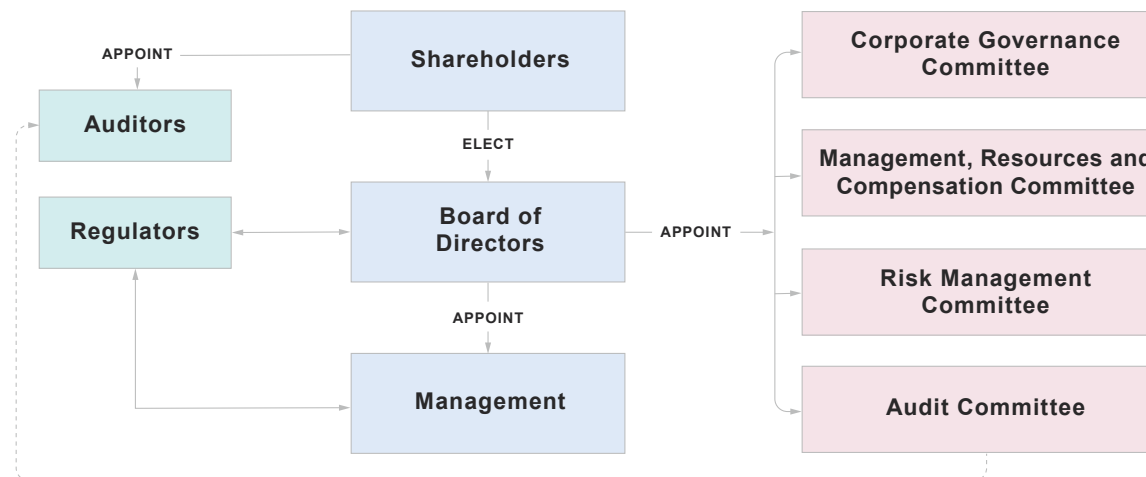 APPOINT
Shareholders
Auditors
ELECT
Regulators
Board of
Directors
APPOINT
APPOINT
Management
Corporate Governance
Committee
Management, Resources and
Compensation Committee
Risk Management
Committee
Audit Committee